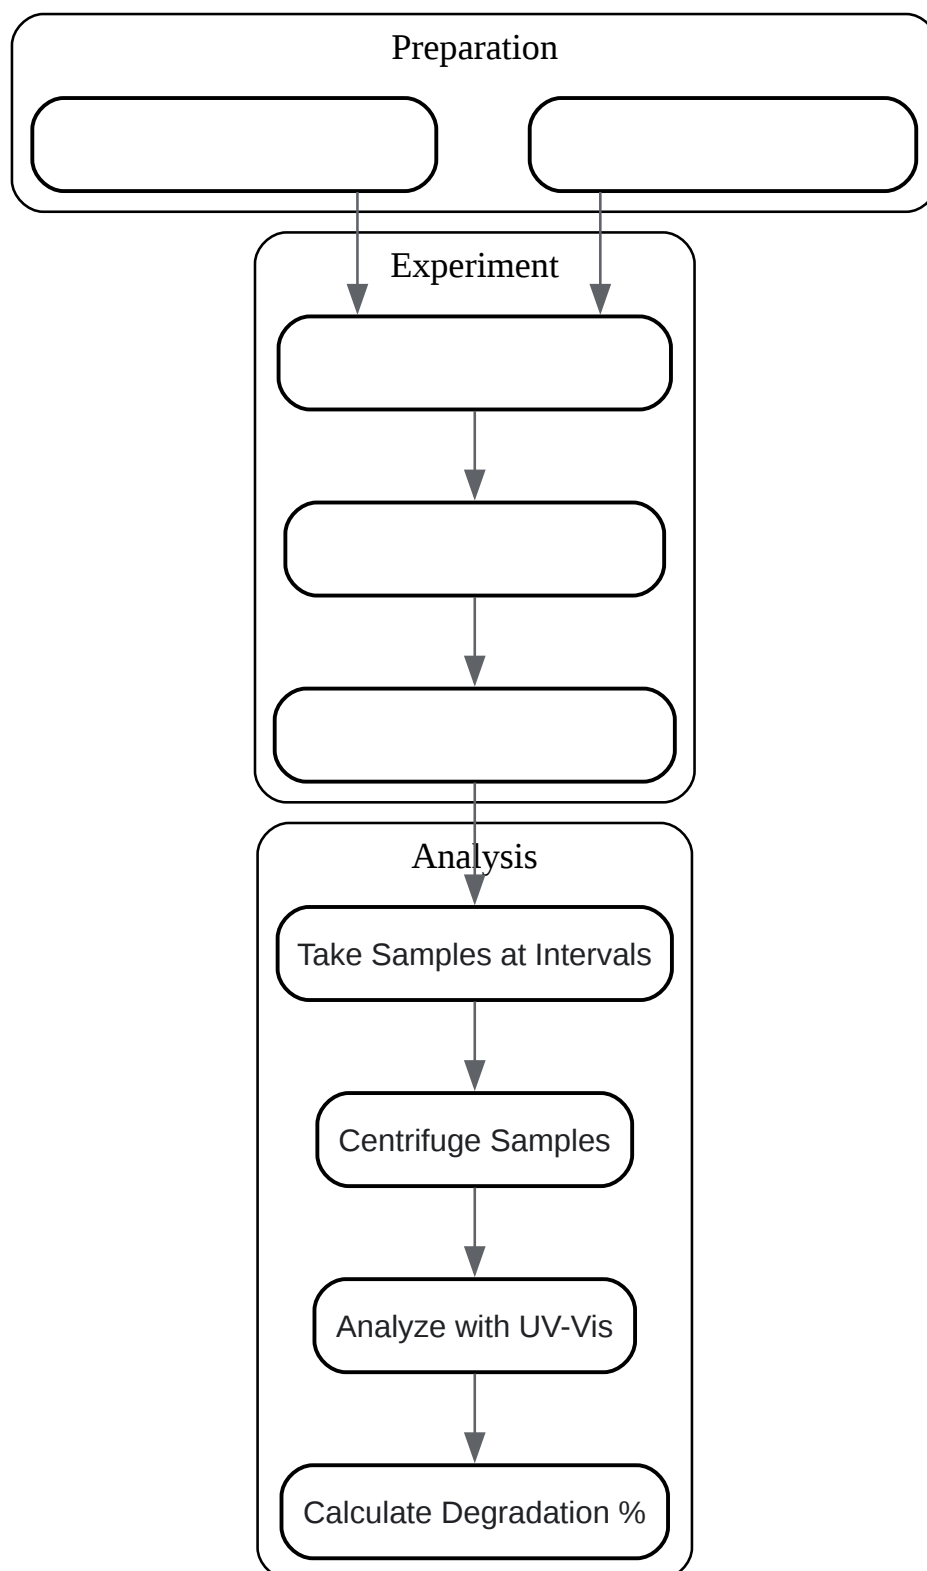 Preparation
Experiment
Analysis
Take Samples at Intervals
Centrifuge Samples
Analyze with UV-Vis
Calculate Degradation %